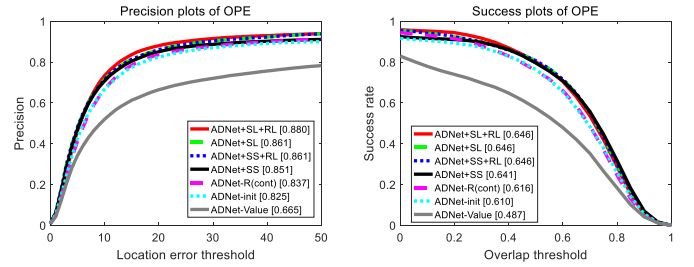 Precision plots of OPE
Precision
1
0.8
0.6
0.4
0.2
0
0
10
20
30
40
50
Location error threshold
ADNet+SL+RL [0.880]
ADNet+SL [0.861]
ADNet+SS+RL [0.861]
ADNet+SS [0.851]
ADNet-R(cont) [0.837]
ADNet-init [0.825]
ADNet-Value [0.665]
Success plots of OPE
Success rate
1
0.8
0.6
0.4
0.2
0
0
0.2
0.4
0.6
0.8
1
Overlap threshold
ADNet+SL+RL [0.646]
ADNet+SL [0.646]
ADNet+SS+RL [0.646]
ADNet+SS [0.641]
ADNet-R(cont) [0.616]
ADNet-init [0.610]
ADNet-Value [0.487]